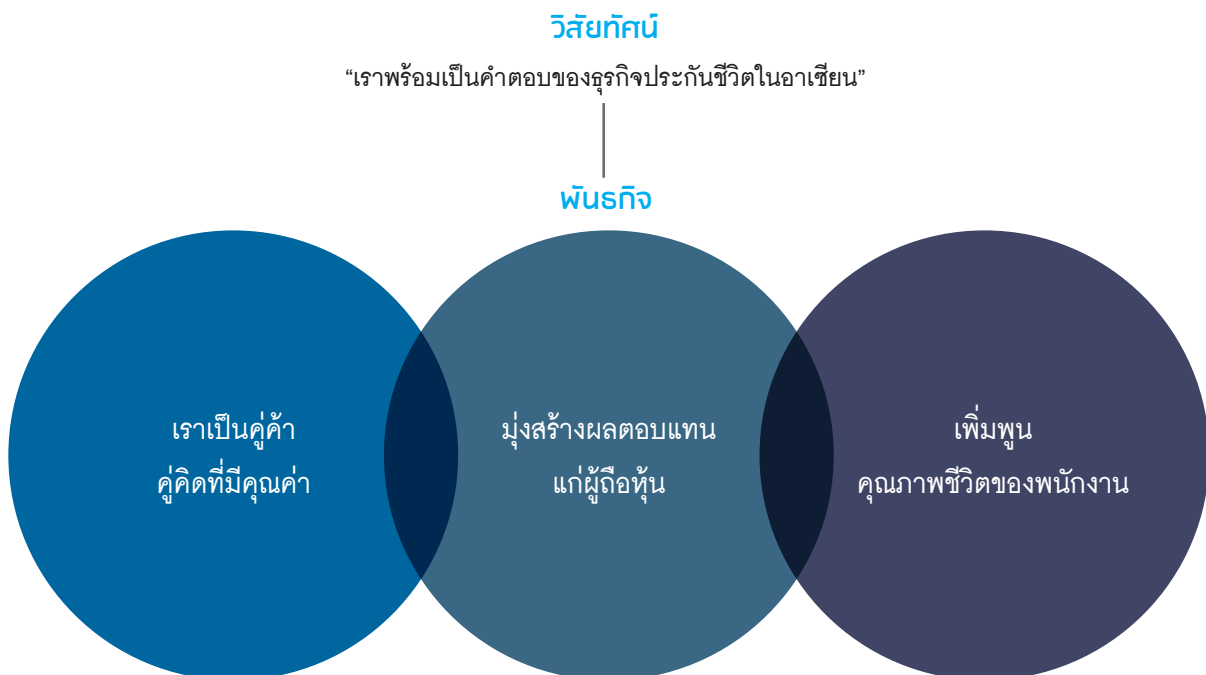 วิสัยทัศน์
“เราพร้อมเป็นคำตอบของธุรกิจประกันชีวิตในอาเซียน”
พันธกิจ
เราเป็นคู่ค้า
คู่คิดที่มีคุณค่า
มุ่งสร้างผลตอบแทน
แก่ผู้ถือหุ้น
เพิ่มพูน
คุณภาพชีวิตของพนักงาน